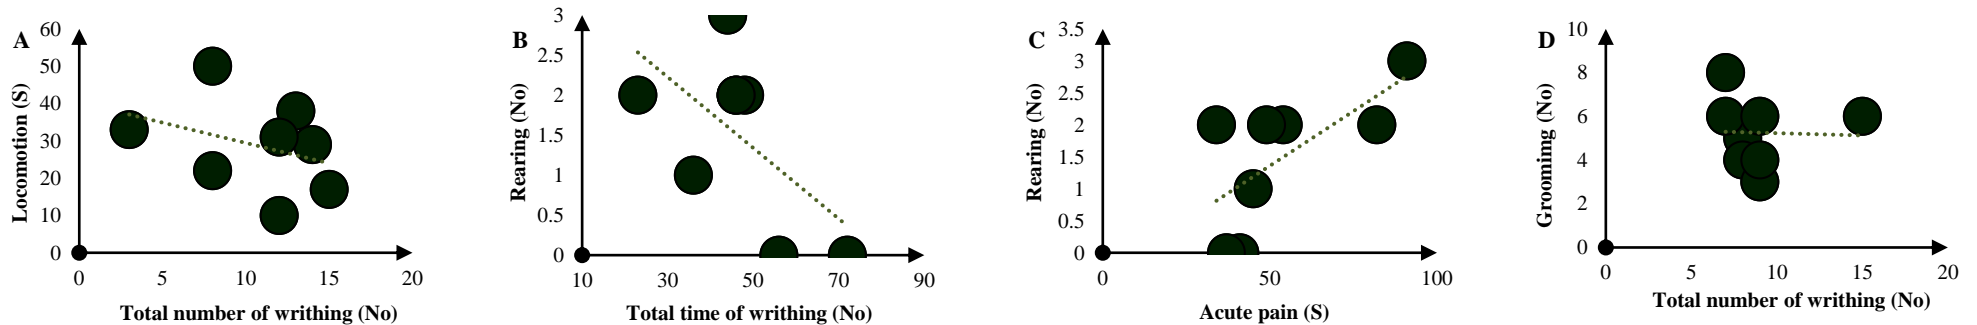 A
Locomotion (S)
60
50
40
30
20
10
0
0 5 10 15 20
Total number of writhing (No)
B
Rearing (No)
3
2.5
2
1.5
1
0.5
0
10 30 50 70 90
Total time of writhing (No)
C
Rearing (No)
3.5
3
2.5
2
1.5
1
0.5
0
0 50 100
Acute pain (S)
D
Groominmg (No)
10
8
6
4
2
0
0 5 10 15 20
Total number of writhing (No)